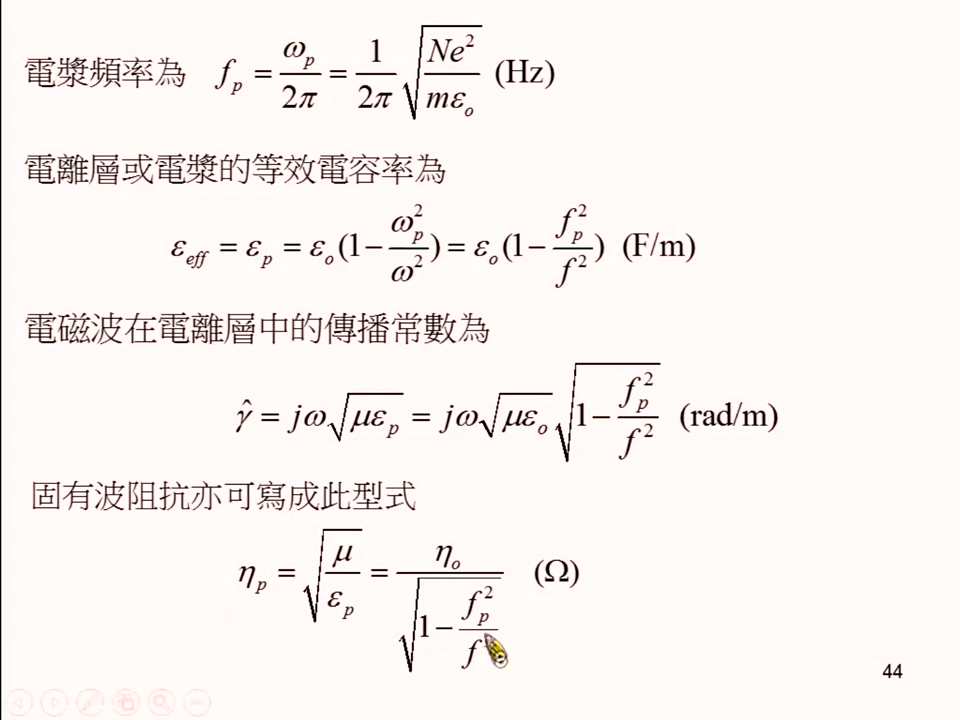 電漿頻率為 f_p = ω_p/2π = 1/2π √(Ne²/mε_o) (Hz)
電離層或電漿的等效電容率為
ε_eff = ε_p = ε_o(1−ω_p²/ω²) = ε_o(1−f_p²/f²) (F/m)
電磁波在電離層中的傳播常數為
γ̂ = jω√(με_p) = jω√(με_o) √(1−f_p²/f²) (rad/m)
固有波阻抗亦可寫成此型式
η_p = √(μ/ε_p) = η_o/√(1−f_p²/f) (Ω)
44